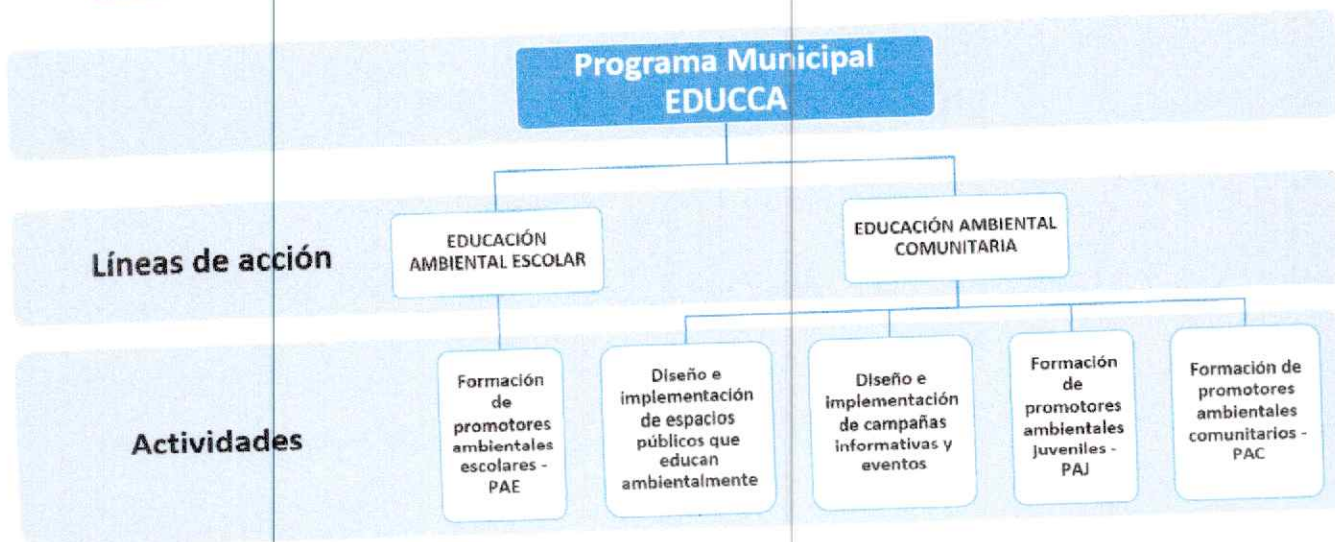 Programa Municipal
EDUCCA
Líneas de acción
EDUCACIÓN
AMBIENTAL ESCOLAR
EDUCACIÓN AMBIENTAL
COMUNITARIA
Actividades
Formación
de
promotores
ambientales
escolares -
PAE
Diseño e
implementación
de espacios
públicos que
educan
ambientalmente
Diseño e
implementación
de campañas
informativas y
eventos
Formación
de
promotores
ambientales
juveniles -
PAJ
Formación de
promotores
ambientales
comunitarios -
PAC